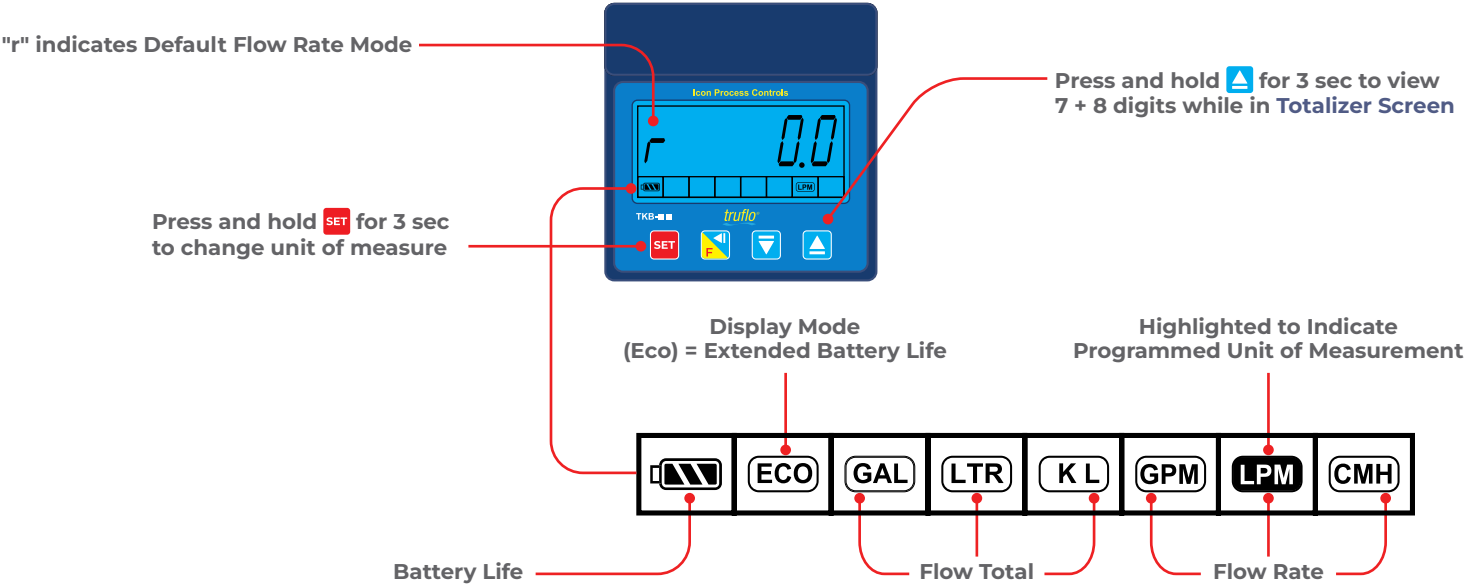 "r" indicates Default Flow Rate Mode
Icon Process Controls
r 0.0
LPM
TKB-■■ truflo®
SET F
Press and hold for 3 sec to view
7 + 8 digits while in Totalizer Screen
Press and hold SET for 3 sec
to change unit of measure
Display Mode
(Eco) = Extended Battery Life
Highlighted to Indicate
Programmed Unit of Measurement
ECO GAL LTR K L GPM LPM CMH
Battery Life
Flow Total
Flow Rate